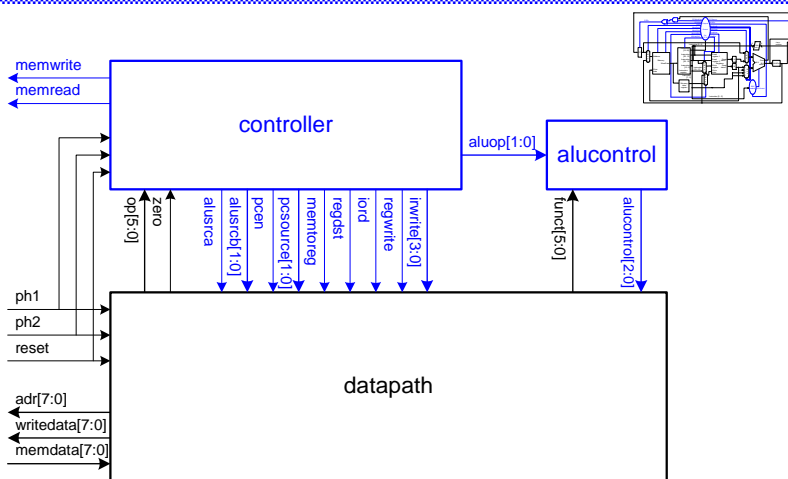 memwrite
memread
controller
aluop[1:0]
alucontrol
op[5:0]
zero
alusrca
alusrcb[1:0]
pcen
pcsource[1:0]
memtoreg
regdst
iord
regwrite
irwrite[3:0]
funct[5:0]
alucontrol[2:0]
ph1
ph2
reset
datapath
adr[7:0]
writedata[7:0]
memdata[7:0]